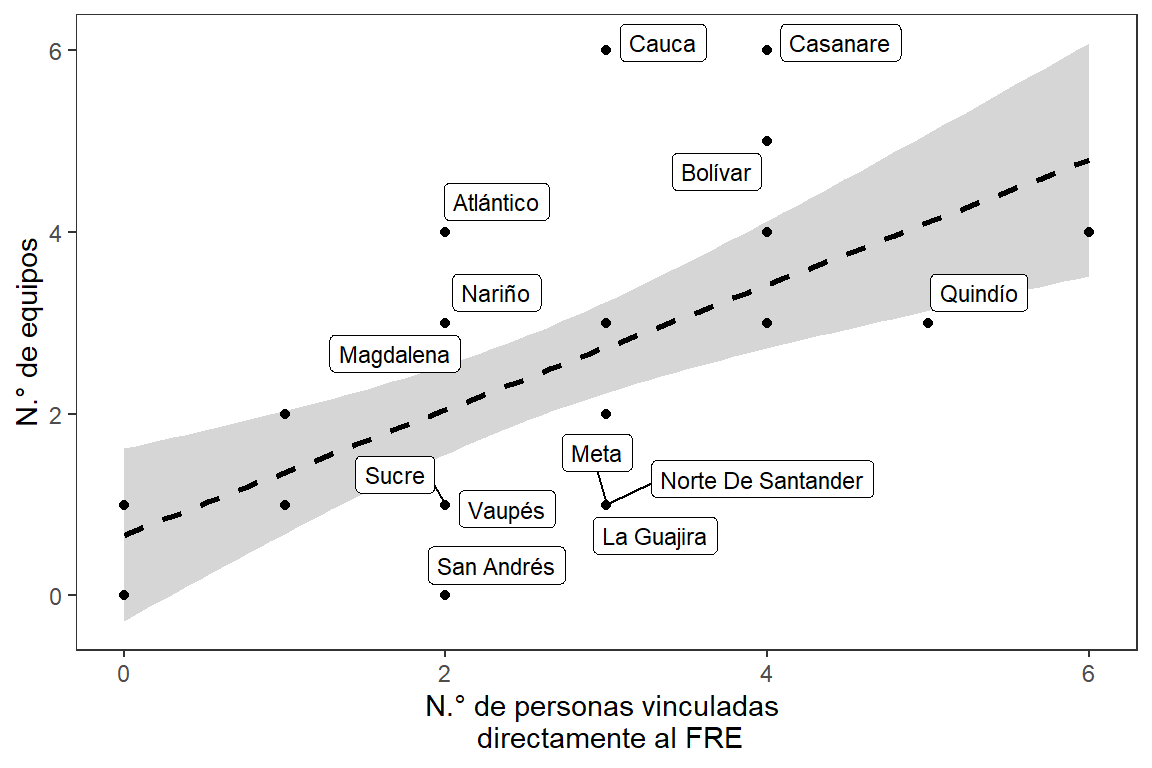 N.° de equipos
6
4
2
0
Cauca
Casanare
Bolívar
Atlántico
Nariño
Quindío
Magdalena
Meta
Sucre
Norte De Santander
Vaupés
La Guajira
San Andrés
0
2
4
6
N.° de personas vinculadas
directamente al FRE